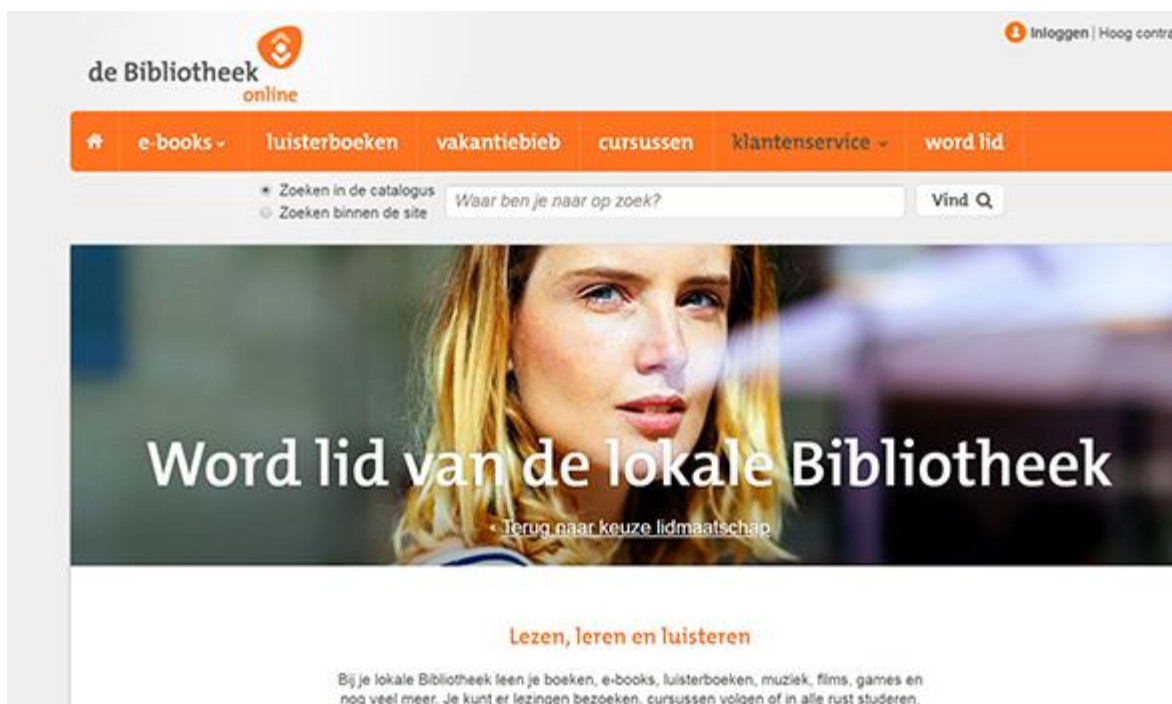 de Bibliotheek
online
Inloggen | Hoog contra
e-books
luisterboeken
vakantiebieb
cursussen
klantenservice
word lid
Zoeken in de catalogus
Zoeken binnen de site
Waar ben je naar op zoek?
Vind
Word lid van de lokale Bibliotheek
Terug naar keuze lidmaatschap
Lezen, leren en luisteren
Bij je lokale Bibliotheek leen je boeken, e-books, luisterboeken, muziek, films, games en
nog veel meer. Je kunt er lezingen bezoeken, cursussen volgen of in alle rust studeren.